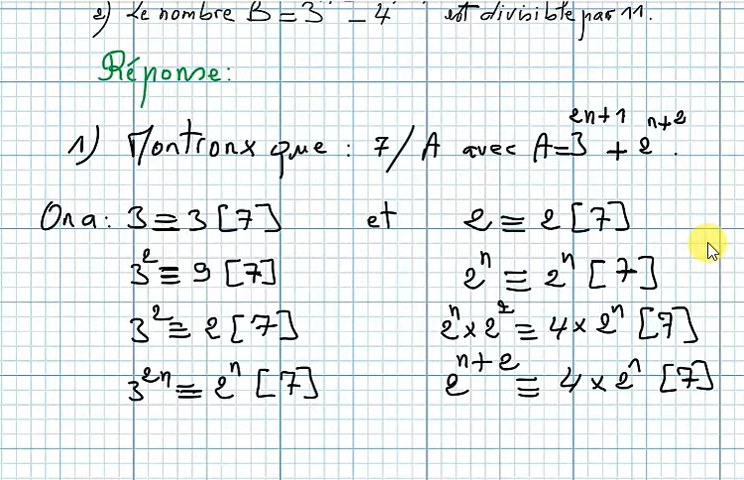 2) Le nombre B = 3 - 4 est divisible par 11.
Réponse:
1) Montronx que : 7/A avec A=3^{2n+1} + 2^{n+2}.
On a: 3 ≡ 3 [7] et 2 ≡ 2 [7]
3^2 ≡ 9 [7] 2^n ≡ 2^n [7]
3^2 ≡ 2 [7] 2^n × 2^2 ≡ 4 × 2^n [7]
3^{2n} ≡ 2^n [7] 2^{n+2} ≡ 4 × 2^n [7]